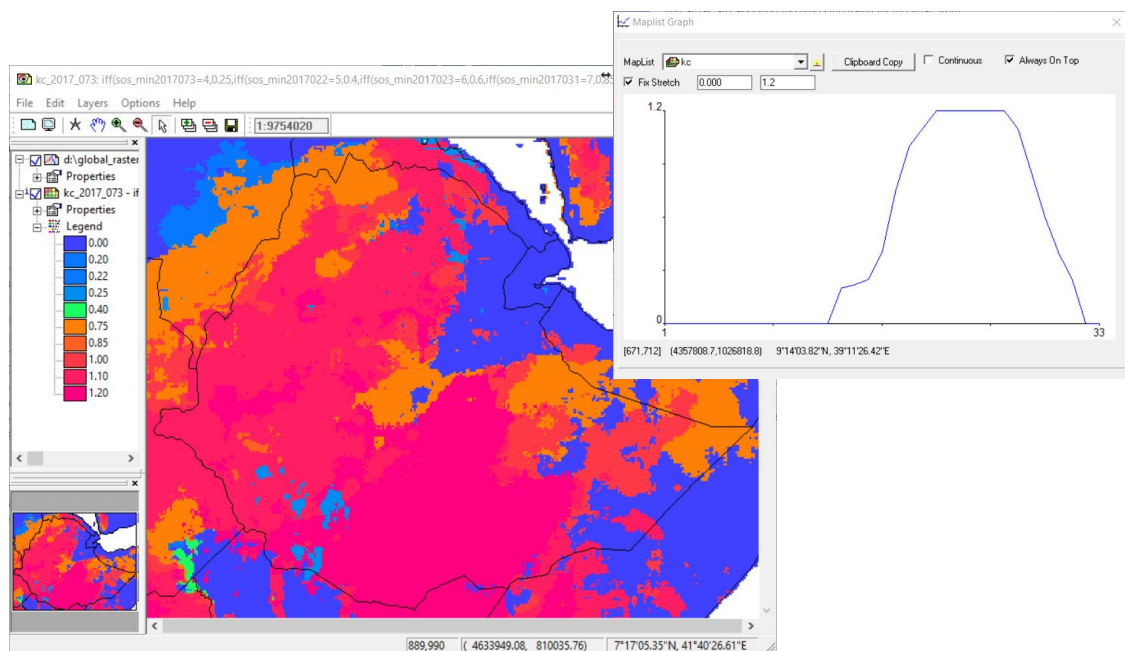 Maplist Graph
MapList kc Clipboard Copy Continuous Always On Top
Fix Stretch 0.000 1.2
1.2
0
1 33
[671,712] (4357808.7,1026818.8) 9°14'03.82"N, 39°11'26.42"E
kc_2017_073: iff(sos_min2017073=4,0.25,iff(sos_min2017022=5,0.4,iff(sos_min2017023=6,0.6,iff(sos_min2017031=7,0.85
File Edit Layers Options Help
1:9754020
d:\global_raster
Properties
kc_2017_073 - if
Properties
Legend
0.00
0.20
0.22
0.25
0.40
0.75
0.85
1.00
1.10
1.20
889,990 ( 4633949.08, 810035.76) 7°17'05.35"N, 41°40'26.61"E